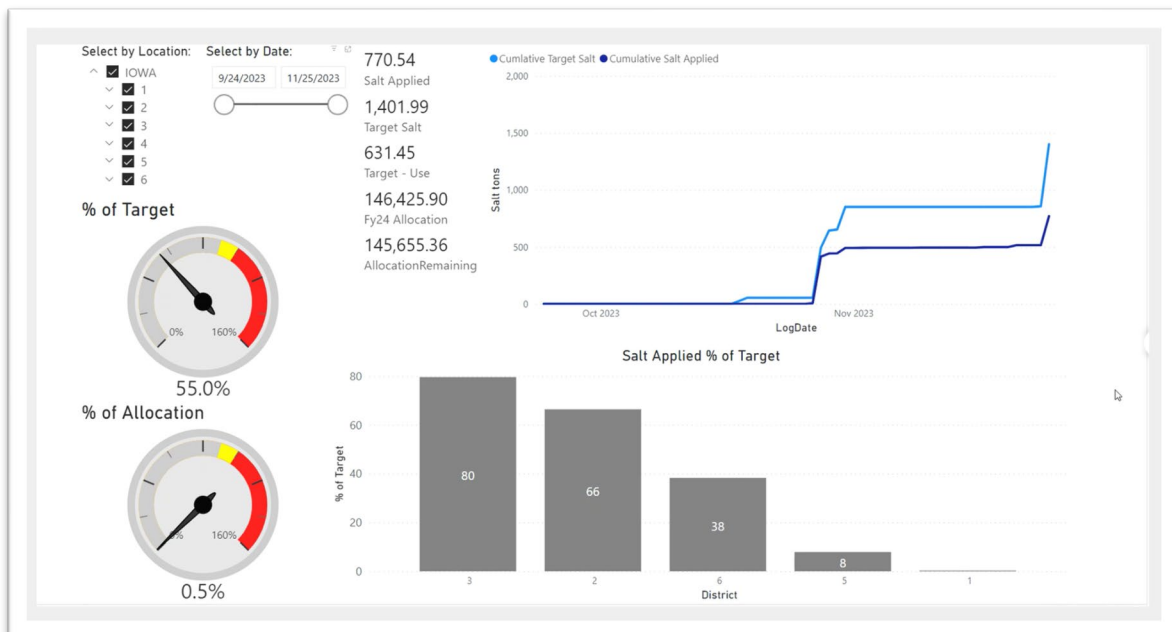 Select by Location:
IOWA
1
2
3
4
5
6
Select by Date:
9/24/2023 11/25/2023
770.54
Salt Applied
1,401.99
Target Salt
631.45
Target - Use
146,425.90
Fy24 Allocation
145,655.36
AllocationRemaining
% of Target
0% 160%
55.0%
% of Allocation
160%
0.5%
Cumlative Target Salt Cumulative Salt Applied
2,000
1,500
1,000
500
0
Salt tons
Oct 2023 Nov 2023
LogDate
Salt Applied % of Target
80
60
40
20
0
% of Target
80 66 38 8
3 2 6 5 1
District